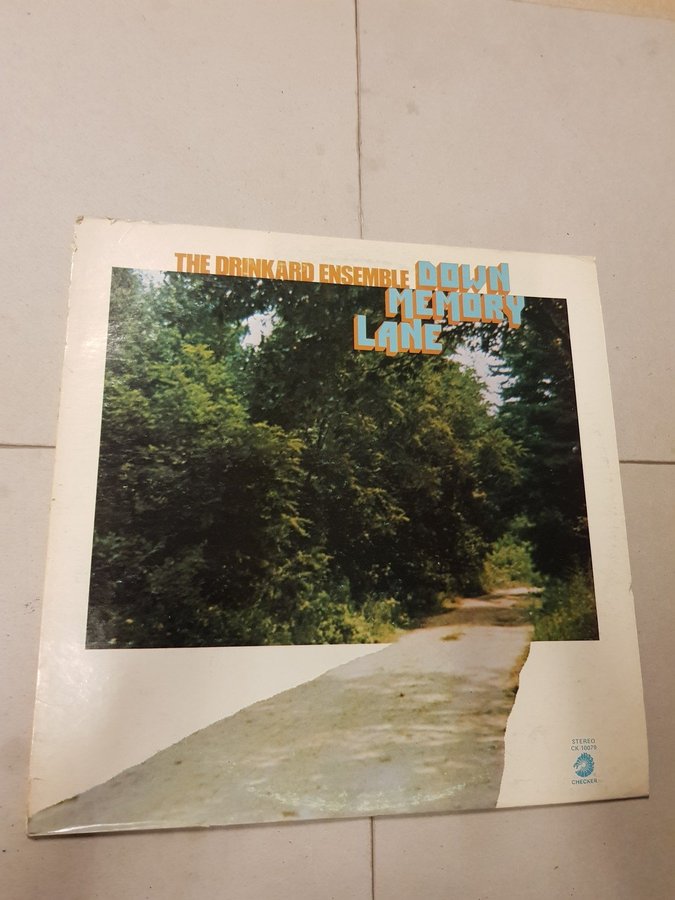 THE DRINKARD ENSEMBLE DOWN
MEMORY
LANE
STEREO
CK 10079
CHECKER